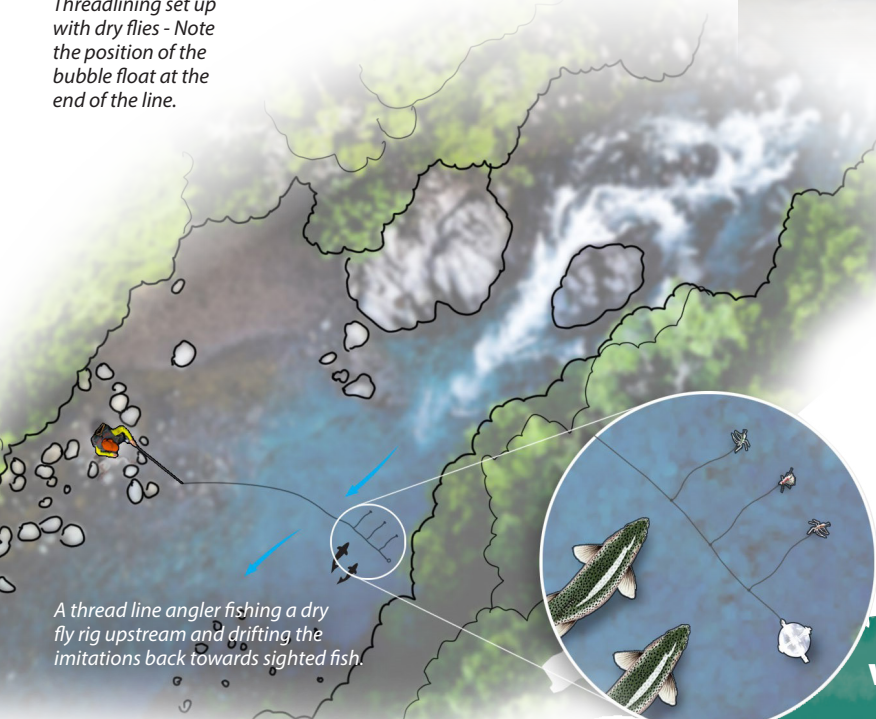 Threadlining set up
with dry flies - Note
the position of the
bubble float at the
end of the line.
A thread line angler fishing a dry
fly rig upstream and drifting the
imitations back towards sighted fish.